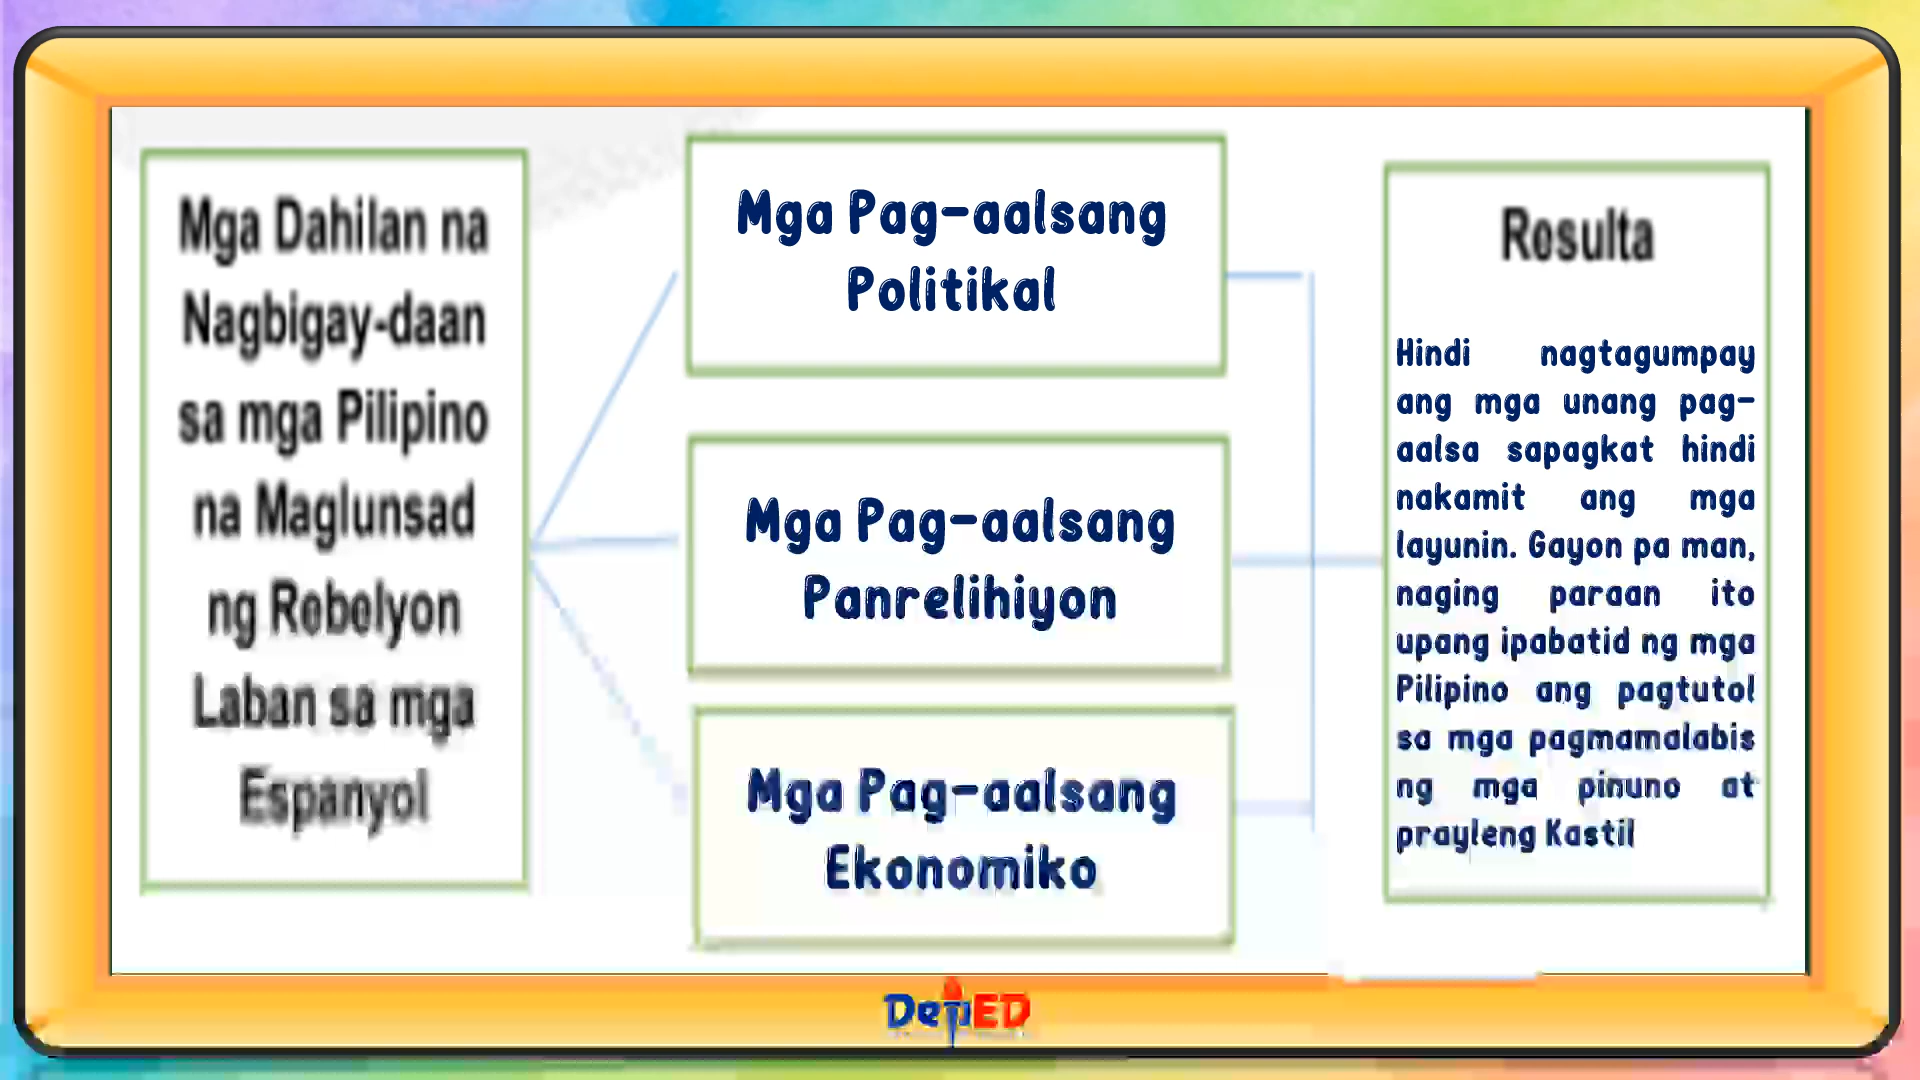 Mga Dahilan na
Nagbigay-daan
sa mga Pilipino
na Maglunsad
ng Rebelyon
Laban sa mga
Espanyol
Mga Pag-aalsang
Politikal
Mga Pag-aalsang
Panrelihiyon
Mga Pag-aalsang
Ekonomiko
Resulta
Hindi nagtagumpay
ang mga unang pag-
aalsa sapagkat hindi
nakamit ang mga
layunin. Gayon pa man,
naging paraan ito
upang ipabatid ng mga
Pilipino ang pagtutol
sa mga pagmamalabis
ng mga pinuno at
prayleng Kastil
DepED